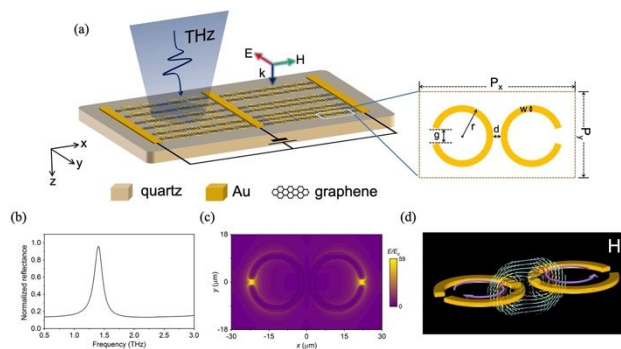 (a)
THz
E
H
k
x
y
z
Px
Py
w
r
g
d
quartz
Au
graphene
(b)
Normalized reflectance
1.0
0.8
0.6
0.4
0.2
0.0
0.5
1.0
1.5
2.0
2.5
3.0
Frequency (THz)
(c)
18
0
-18
y (μm)
-30
-15
0
15
30
x (μm)
E/E0
59
0
(d)
H